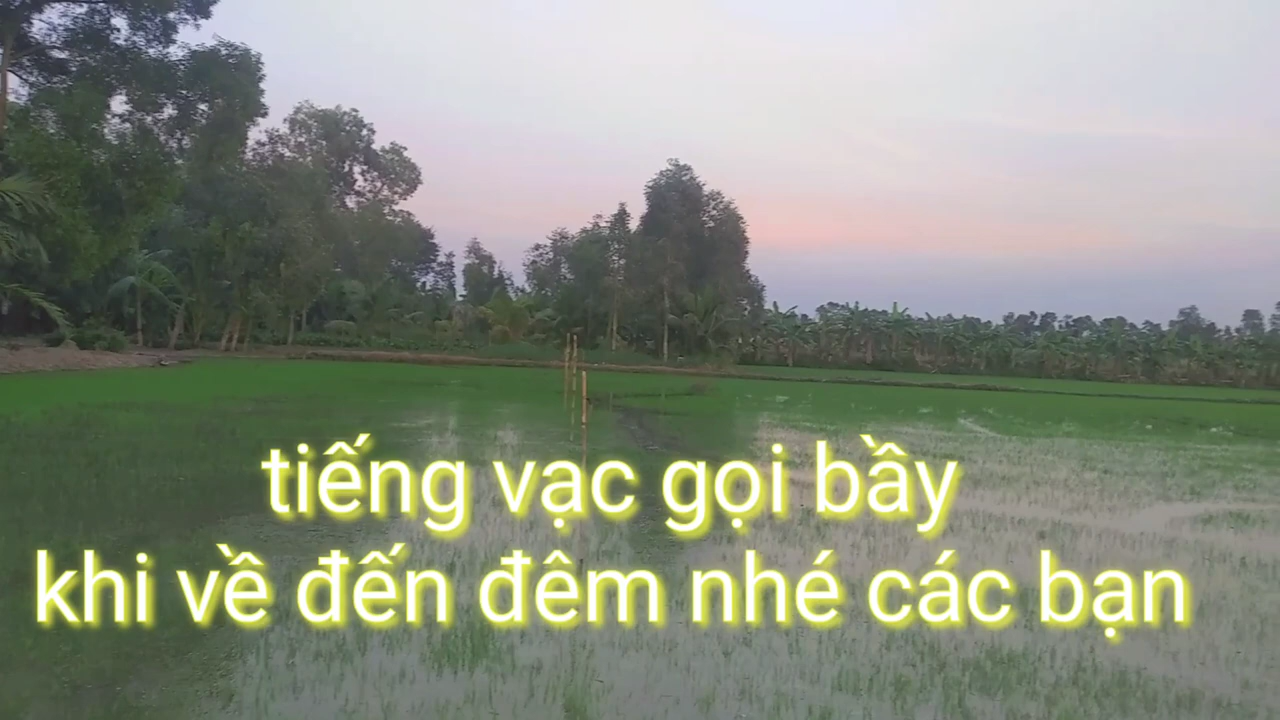 tiếng vạc gọi bầy
khi về đến đêm nhé các bạn